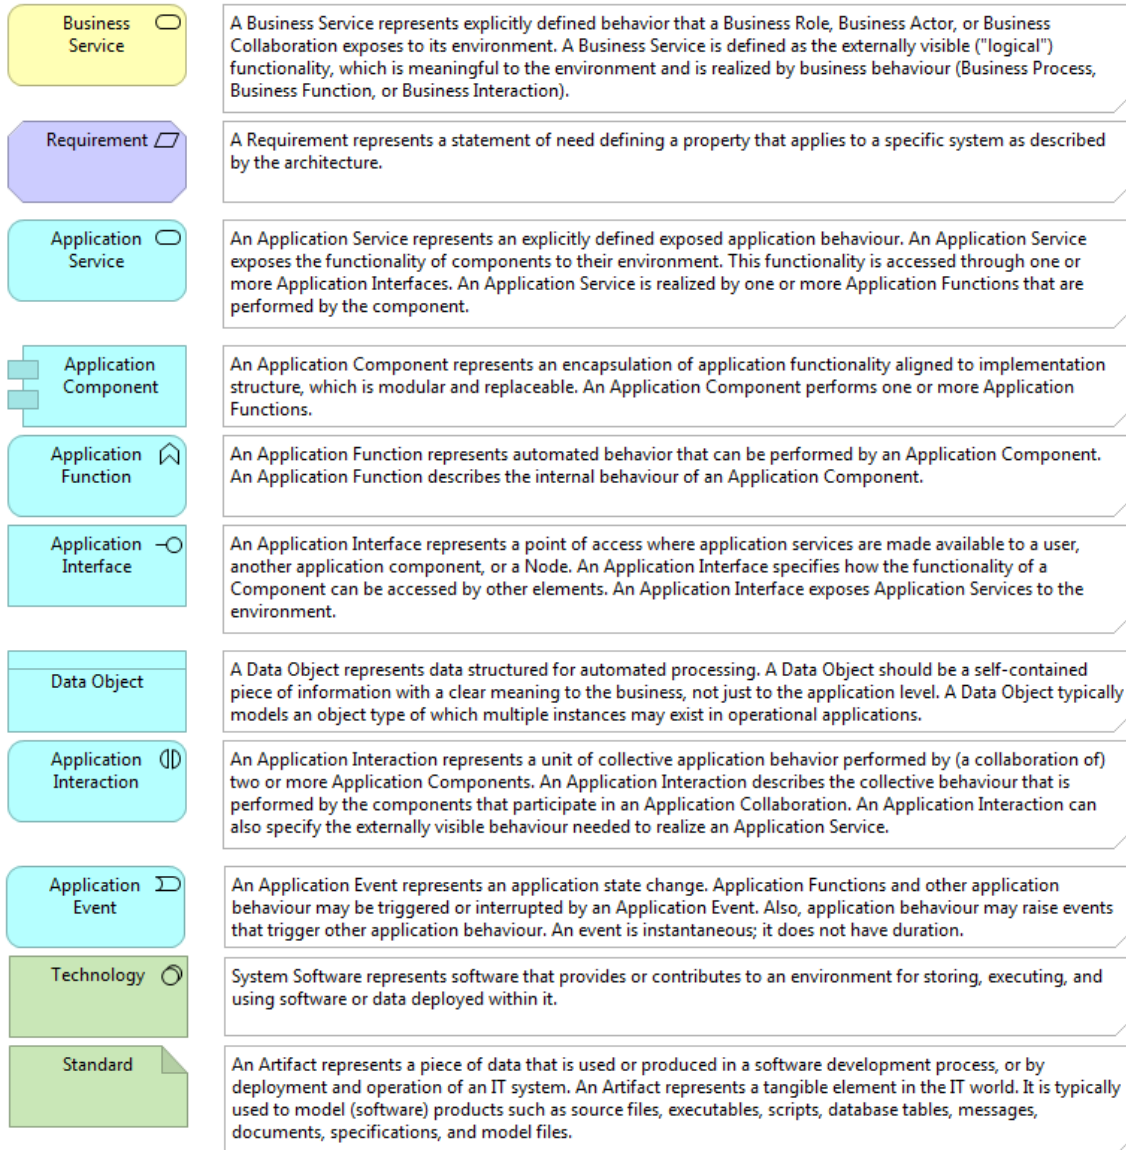 Business
Service
A Business Service represents explicitly defined behavior that a Business Role, Business Actor, or Business
Collaboration exposes to its environment. A Business Service is defined as the externally visible ("logical")
functionality, which is meaningful to the environment and is realized by business behaviour (Business Process,
Business Function, or Business Interaction).
Requirement
A Requirement represents a statement of need defining a property that applies to a specific system as described
by the architecture.
Application
Service
An Application Service represents an explicitly defined exposed application behaviour. An Application Service
exposes the functionality of components to their environment. This functionality is accessed through one or
more Application Interfaces. An Application Service is realized by one or more Application Functions that are
performed by the component.
Application
Component
An Application Component represents an encapsulation of application functionality aligned to implementation
structure, which is modular and replaceable. An Application Component performs one or more Application
Functions.
Application
Function
An Application Function represents automated behavior that can be performed by an Application Component.
An Application Function describes the internal behaviour of an Application Component.
Application
Interface
An Application Interface represents a point of access where application services are made available to a user,
another application component, or a Node. An Application Interface specifies how the functionality of a
Component can be accessed by other elements. An Application Interface exposes Application Services to the
environment.
Data Object
A Data Object represents data structured for automated processing. A Data Object should be a self-contained
piece of information with a clear meaning to the business, not just to the application level. A Data Object typically
models an object type of which multiple instances may exist in operational applications.
Application
Interaction
An Application Interaction represents a unit of collective application behavior performed by (a collaboration of)
two or more Application Components. An Application Interaction describes the collective behaviour that is
performed by the components that participate in an Application Collaboration. An Application Interaction can
also specify the externally visible behaviour needed to realize an Application Service.
Application
Event
An Application Event represents an application state change. Application Functions and other application
behaviour may be triggered or interrupted by an Application Event. Also, application behaviour may raise events
that trigger other application behaviour. An event is instantaneous; it does not have duration.
Technology
System Software represents software that provides or contributes to an environment for storing, executing, and
using software or data deployed within it.
Standard
An Artifact represents a piece of data that is used or produced in a software development process, or by
deployment and operation of an IT system. An Artifact represents a tangible element in the IT world. It is typically
used to model (software) products such as source files, executables, scripts, database tables, messages,
documents, specifications, and model files.